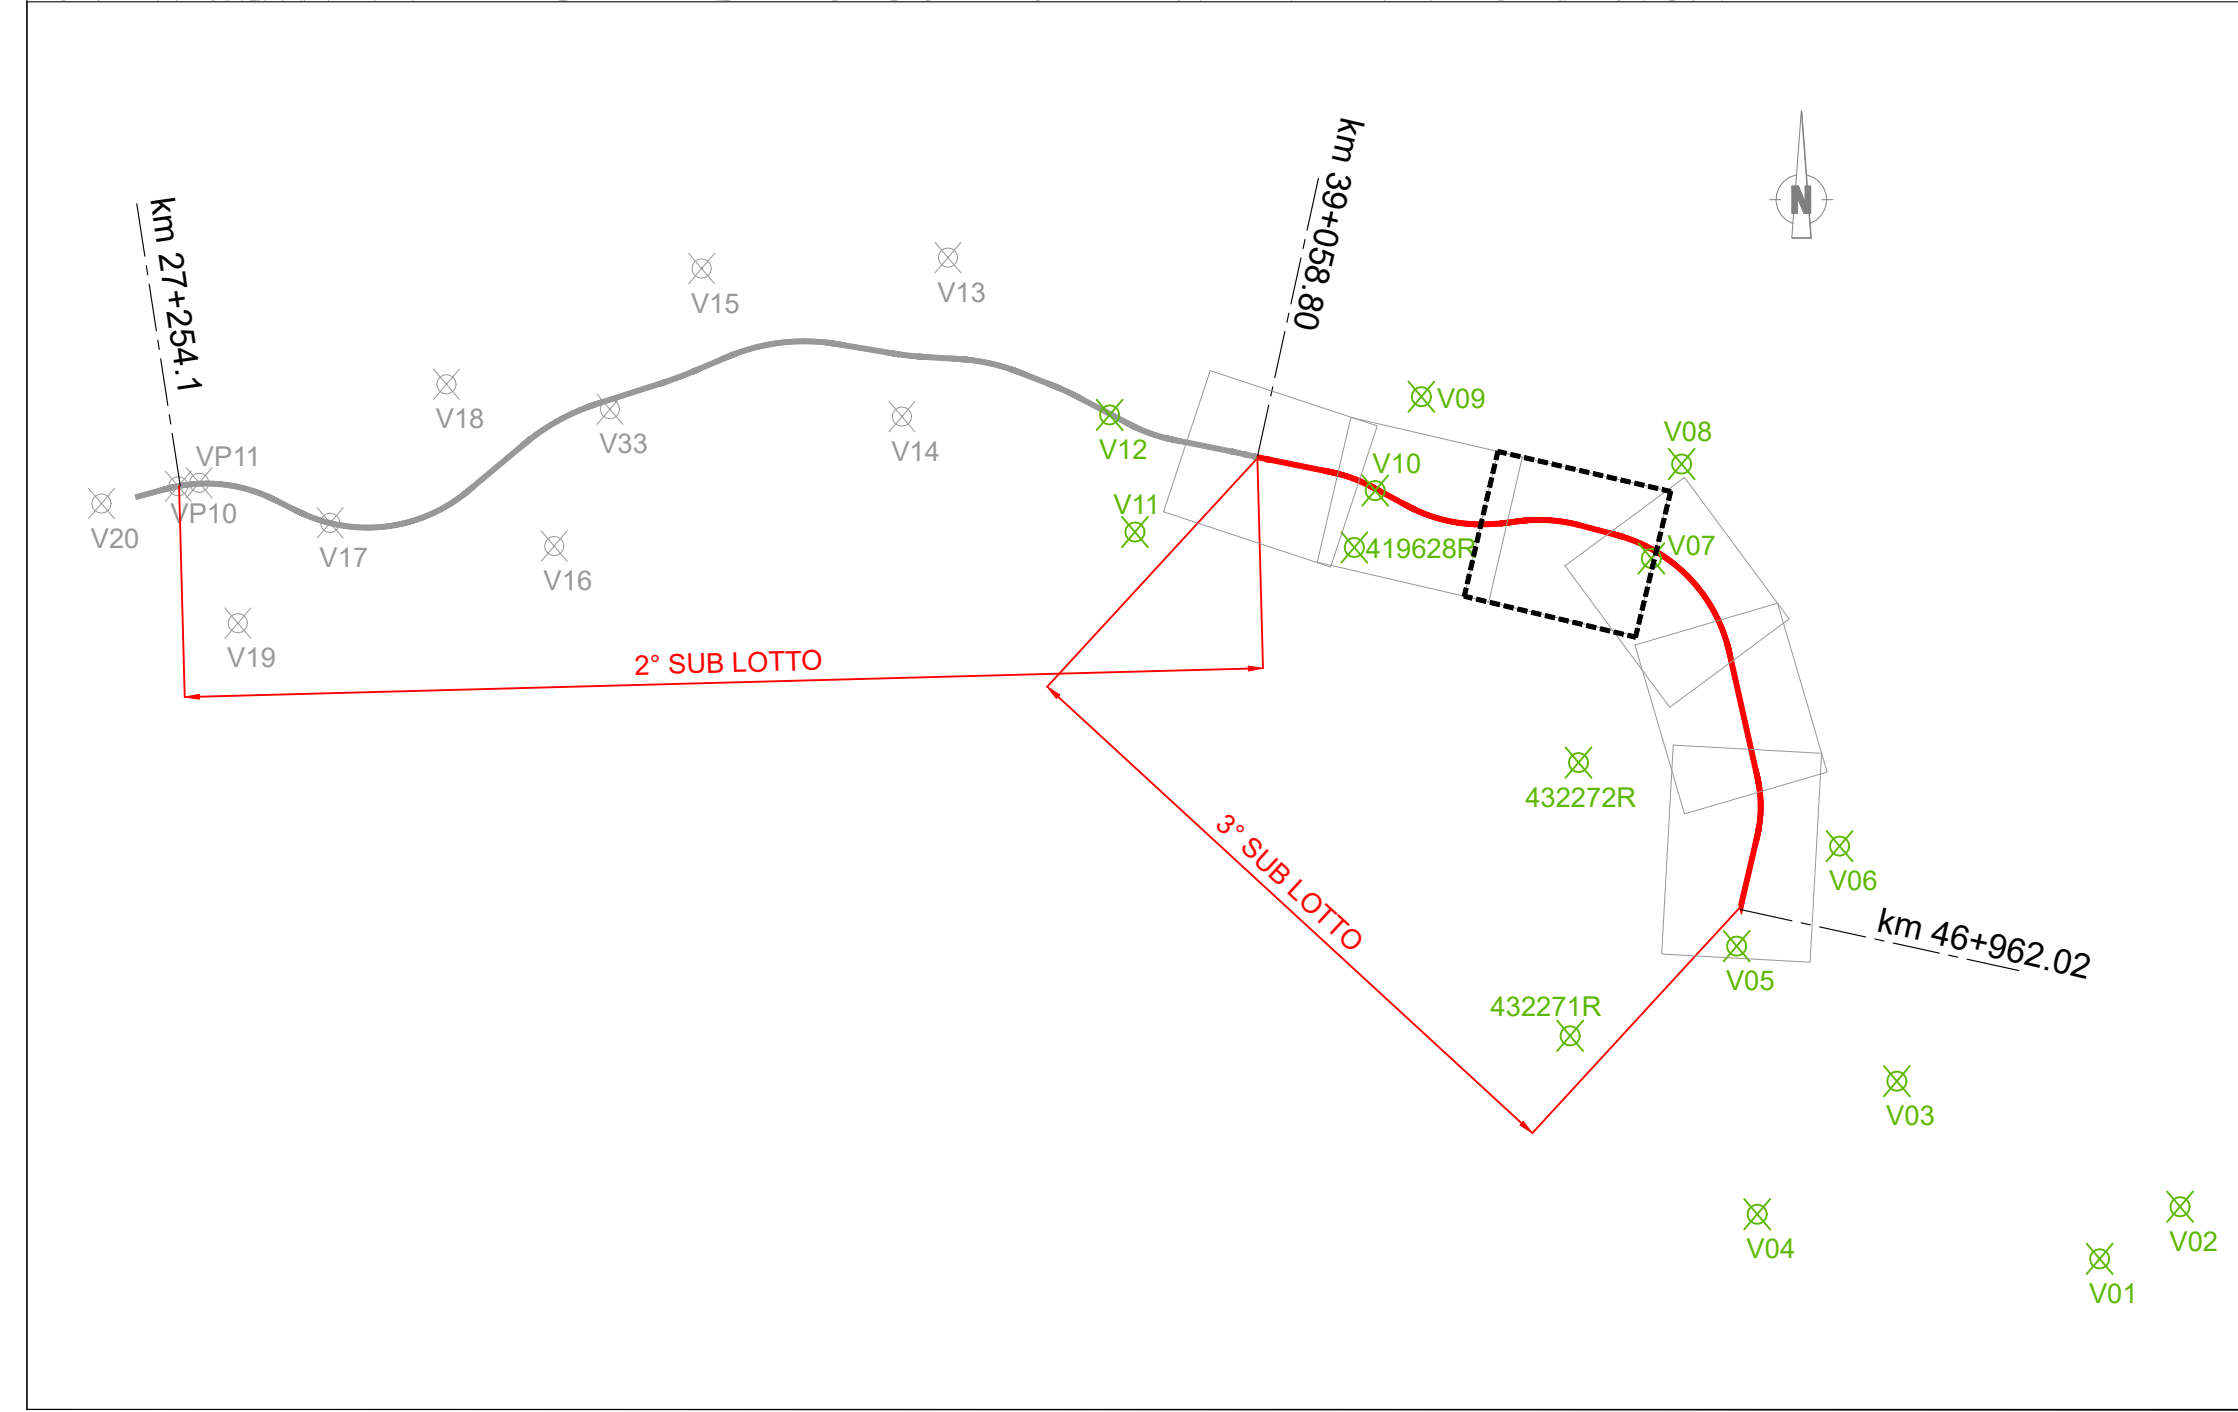 km 27+254.1
km 39+058.80
N
V15
V13
V18
V33
V14
V12
V09
V08
V10
VP11
VP10
V20
V17
V16
V11
419628R
V07
V19
2° SUB LOTTO
432272R
3° SUB LOTTO
V06
km 46+962.02
V05
432271R
V03
V04
V02
V01